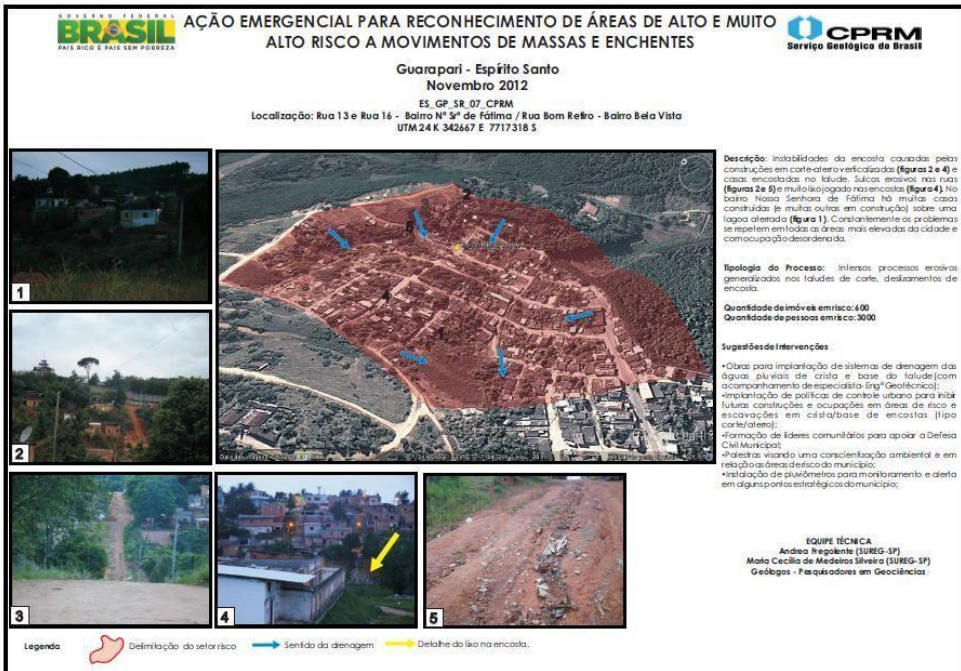 GOVERNO FEDERAL
BRASIL
PAÍS RICO É PAÍS SEM POBREZA
AÇÃO EMERGENCIAL PARA RECONHECIMENTO DE ÁREAS DE ALTO E MUITO
ALTO RISCO A MOVIMENTOS DE MASSAS E ENCHENTES
CPRM
Serviço Geológico do Brasil
Guarapari - Espírito Santo
Novembro 2012
ES_GP_SR_07_CPRM
Localização: Rua 13 e Rua 16 - Bairro Nª Srª de Fátima / Rua Bom Retiro - Bairro Bela Vista
UTM 24 K 342667 E 7717318 S
Descrição: Instabilidades da encosta causadas pelas
construções em corte-aterro verticalizadas (figuras 2 e 4) e
casas encostadas no talude. Sulcos erosivos nas ruas
(figuras 2 e 5) e muito lixo jogado nas encostas (figura 4). No
bairro Nossa Senhora de Fátima há muitas casas
construídas (e muitas outras em construção) sobre uma
lagoa aterrada (figura 1). Constantemente os problemas
se repetem em todas as áreas mais elevadas da cidade e
com ocupação desordenada.
Tipologia do Processo: Intensos processos erosivos
generalizados nos taludes de corte, deslizamentos de
encosta.
Quantidade de imóveis em risco: 600
Quantidade de pessoas em risco: 3000
Sugestões de Intervenções
•Obras para implantação de sistemas de drenagem das
águas pluviais de crista e base do talude(com
acompanhamento de especialista- Engº Geotécnico);
•Implantação de políticas de controle urbano para inibir
futuras construções e ocupações em áreas de risco e
escavações em crista/base de encostas (tipo
corte/aterro);
•Formação de líderes comunitários para apoiar a Defesa
Civil Municipal;
•Palestras visando uma conscientização ambiental e em
relação as áreas de risco do município;
•Instalação de pluviômetros para monitoramento e alerta
em alguns pontos estratégicos do município;
EQUIPE TÉCNICA
Andrea Fregolente (SUREG-SP)
Maria Cecília de Medeiros Silveira (SUREG-SP)
Geólogos - Pesquisadores em Geociências
1
2
3
4
5
Legenda
Delimitação do setor risco
Sentido da drenagem
Detalhe do lixo na encosta.